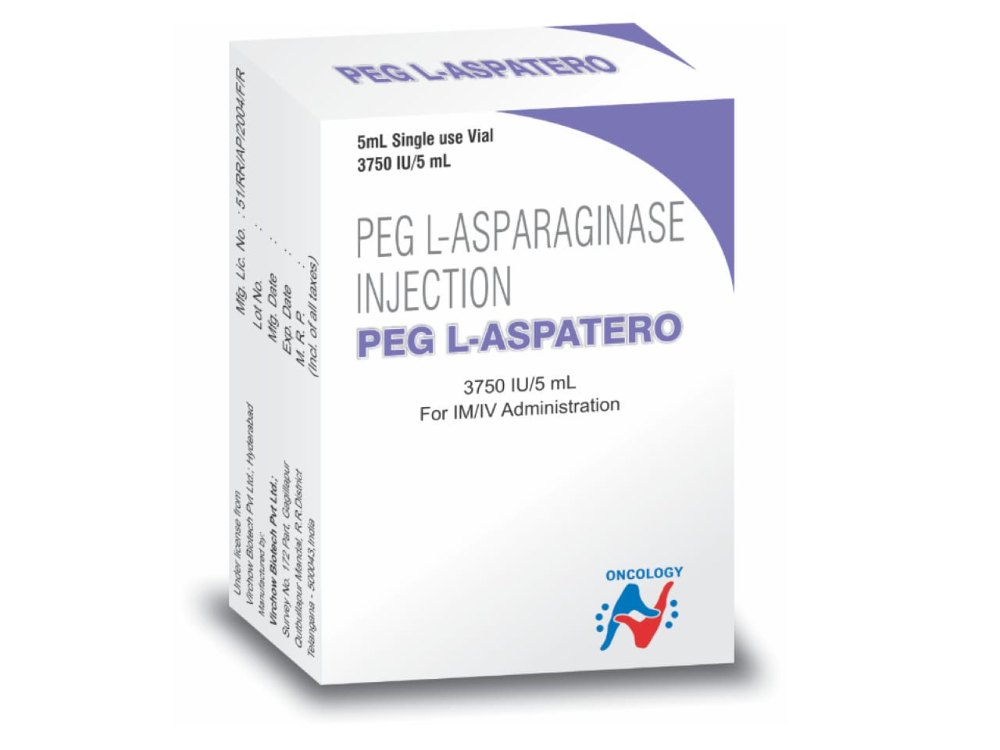 PEG L-ASPATERO
5mL Single use Vial
3750 IU/5 mL
PEG L-ASPARAGINASE
INJECTION
PEG L-ASPATERO
3750 IU/5 mL
For IM/IV Administration
ONCOLOGY
Mfg. Lic. No. : 51/RR/AP/2004/F/R
Lot No. :
Mfg. Date :
Exp. Date :
M. R. P. :
(Incl. of all taxes)
Under license from
Virchow Biotech Pvt Ltd.; Hyderabad
Manufactured by:
Virchow Biotech Pvt Ltd.;
Survey No. 172 Part, Gagillapur
Qutbullapur Mandal, R.R.District
Telangana - 500043,India